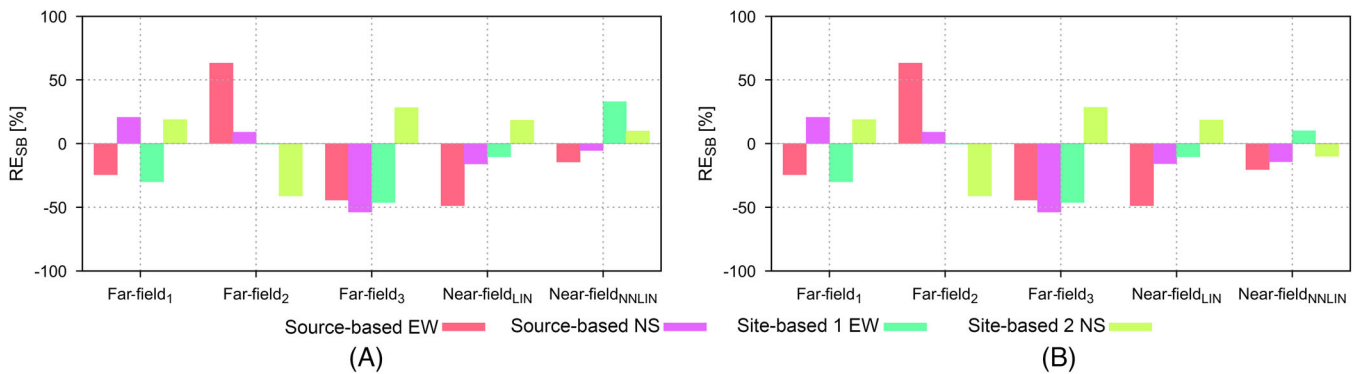 100
50
0
-50
-100
RE_SB [%]
Far-field_1 Far-field_2 Far-field_3 Near-field_LIN Near-field_NNLIN
100
50
0
-50
-100
RE_SB [%]
Far-field_1 Far-field_2 Far-field_3 Near-field_LIN Near-field_NNLIN
Source-based EW Source-based NS Site-based 1 EW Site-based 2 NS
(A) (B)